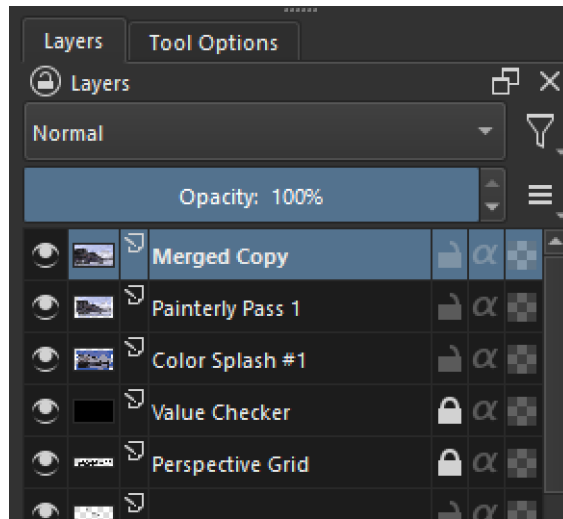 Layers Tool Options
Layers
Normal
Opacity: 100%
Merged Copy α
Painterly Pass 1 α
Color Splash #1 α
Value Checker α
Perspective Grid α
α